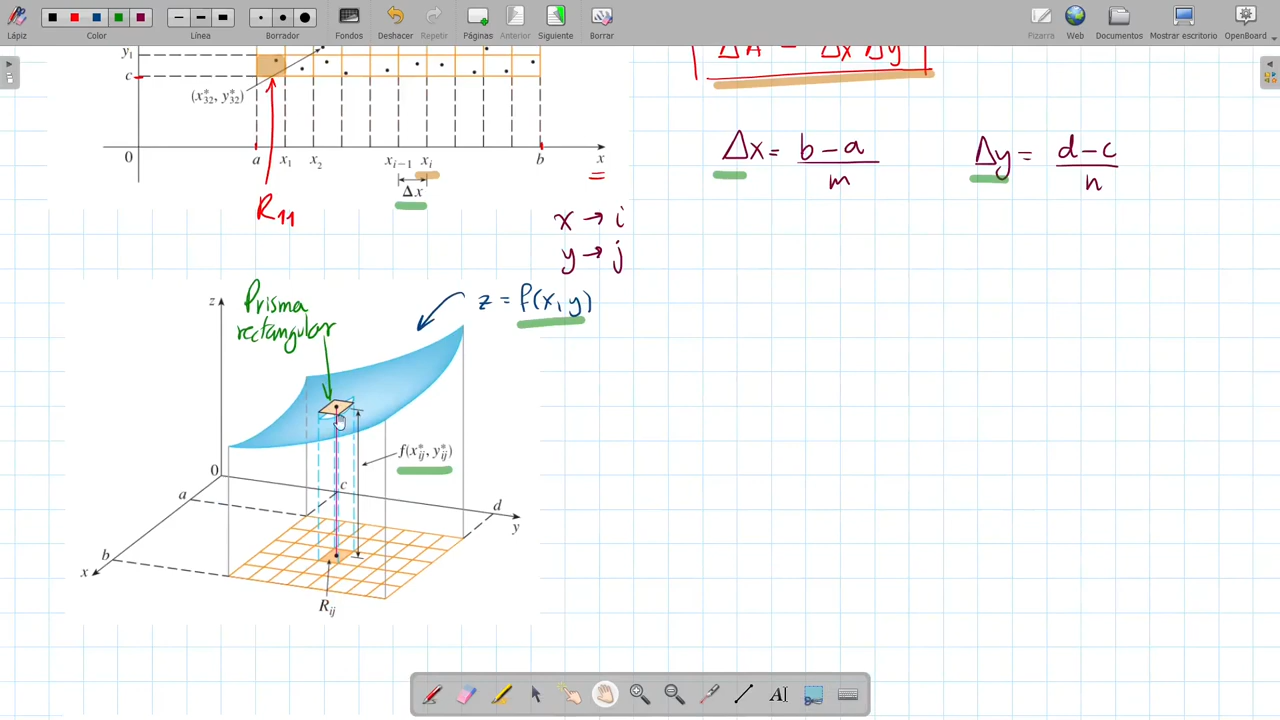 Lápiz
Color
Línea
Borrador
Fondos
Deshacer
Repetir
Páginas
Anterior
Siguiente
Borrar
Pizarra
Web
Documentos
Mostrar escritorio
OpenBoard
y₁
c
(x*₃₂, y*₃₂)
0 a x₁ x₂ xᵢ₋₁ xᵢ b x
Δx
R₁₁
ΔA = Δx Δy
Δx = (b-a)/m
Δy = (d-c)/n
x → i
y → j
z
Prisma
rectangular
z = f(x, y)
f(x*ᵢⱼ, y*ᵢⱼ)
0
a
c
d
y
b
x
Rᵢⱼ